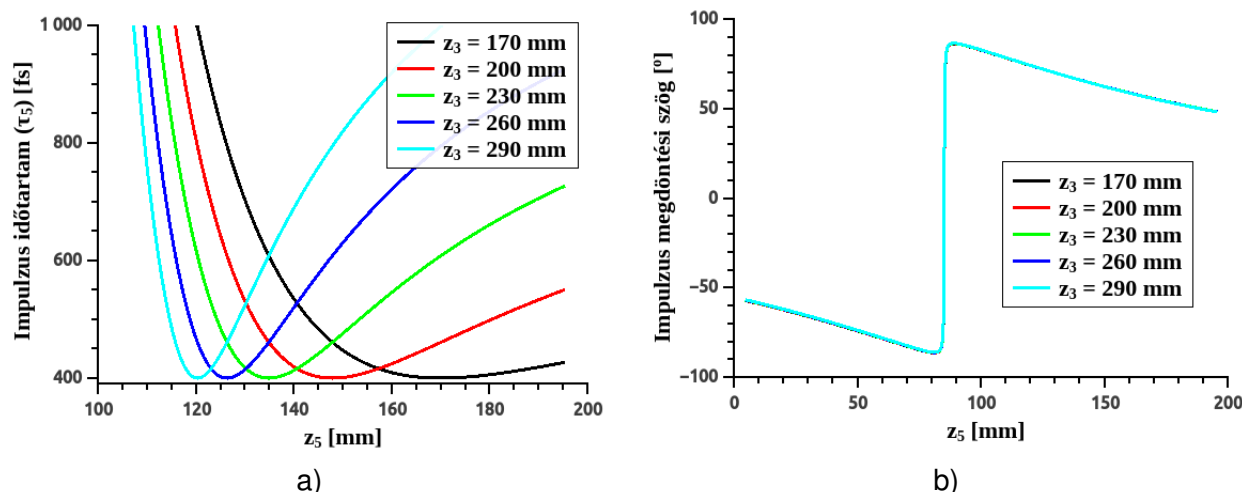 1 000
800
600
400
100
120
140
160
180
200
Impulzus időtartam (τ₅) [fs]
z₅ [mm]
z₃ = 170 mm
z₃ = 200 mm
z₃ = 230 mm
z₃ = 260 mm
z₃ = 290 mm
a)
100
50
0
−50
−100
0
50
100
150
200
Impulzus megdöntési szög [º]
z₅ [mm]
z₃ = 170 mm
z₃ = 200 mm
z₃ = 230 mm
z₃ = 260 mm
z₃ = 290 mm
b)